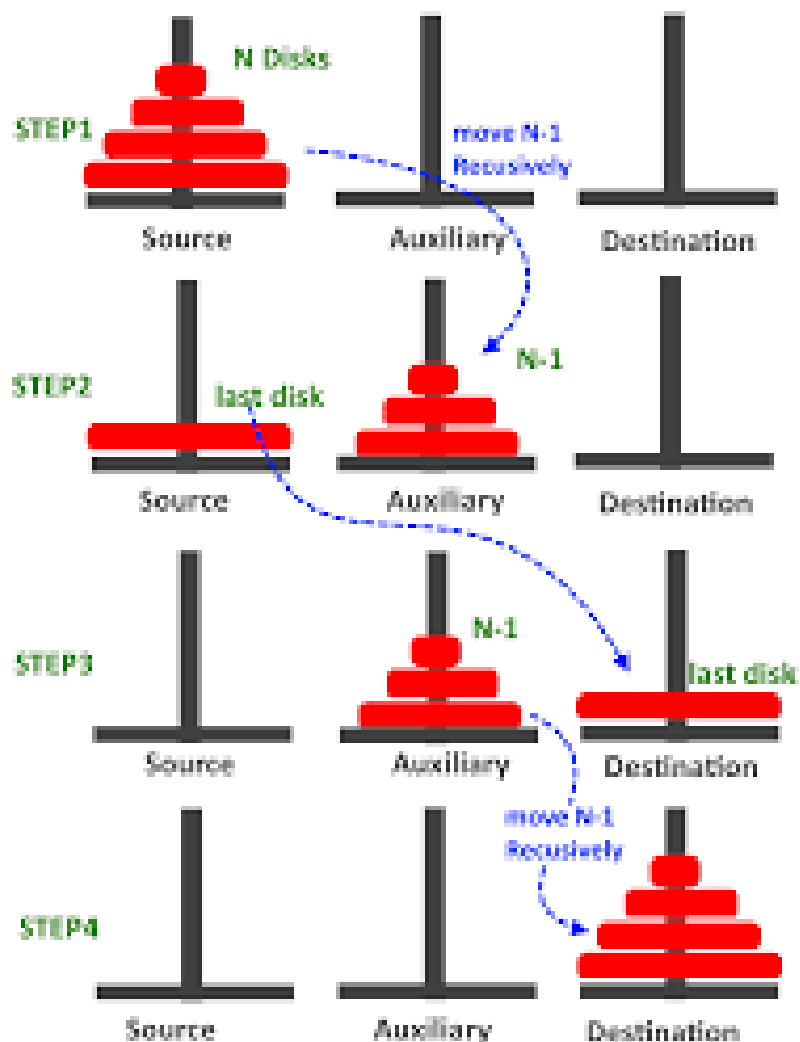 N Disks
STEP1
move N-1
Recusively
Source
Auxiliary
Destination
STEP2
last disk
N-1
Source
Auxiliary
Destination
STEP3
N-1
last disk
Source
Auxiliary
Destination
move N-1
Recusively
STEP4
Source
Auxiliary
Destination